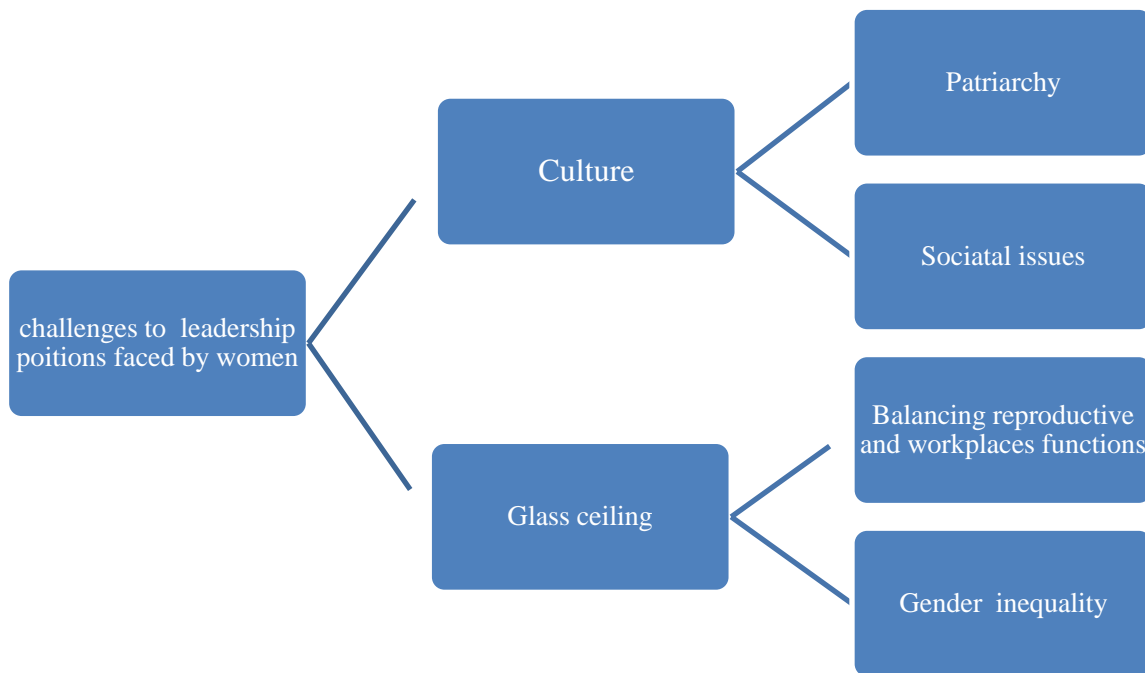 Patriarchy
Culture
Sociatal issues
challenges to leadership
poitions faced by women
Balancing reproductive
and workplaces functions
Glass ceiling
Gender inequality